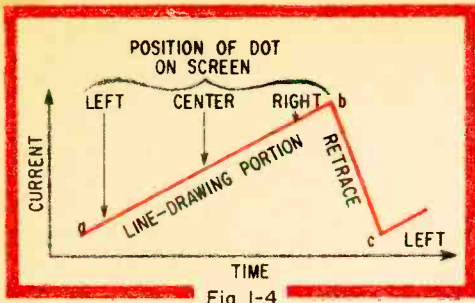 POSITION OF DOT
ON SCREEN
LEFT CENTER RIGHT
b
CURRENT
LINE-DRAWING PORTION
RETRACE
a
c
LEFT
TIME
Fig 1-4